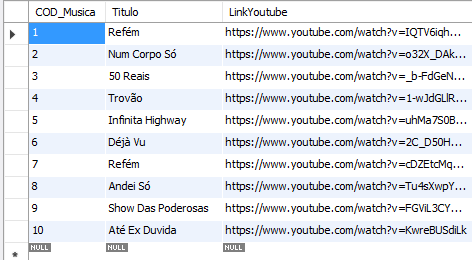 COD_Musica Titulo LinkYoutube
1 Refém https://www.youtube.com/watch?v=IQTV6iqh...
2 Num Corpo Só https://www.youtube.com/watch?v=o32X_DAk...
3 50 Reais https://www.youtube.com/watch?v=_b-FdGeN...
4 Trovão https://www.youtube.com/watch?v=1-wJdGlR...
5 Infinita Highway https://www.youtube.com/watch?v=uhMa7S0B...
6 Déjà Vu https://www.youtube.com/watch?v=2C_D50H...
7 Refém https://www.youtube.com/watch?v=cDZEtcMq...
8 Andei Só https://www.youtube.com/watch?v=Tu4sXwpY...
9 Show Das Poderosas https://www.youtube.com/watch?v=FGViL3CY...
10 Até Ex Duvida https://www.youtube.com/watch?v=KwreBUSdiLk
NULL NULL NULL